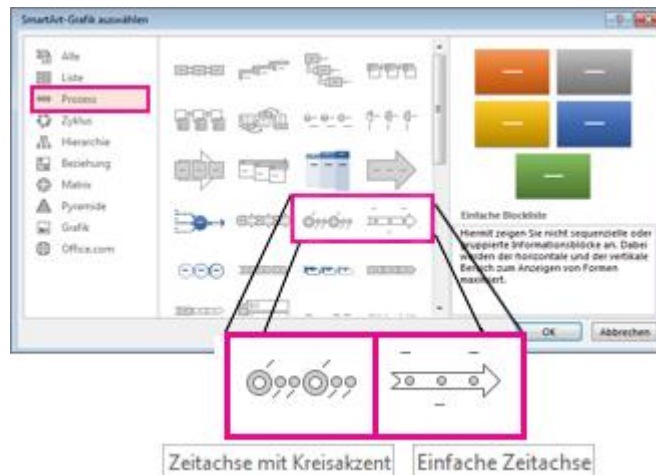 SmartArt-Grafik auswählen
Alle
Liste
Prozess
Zyklus
Hierarchie
Beziehung
Matrix
Pyramide
Grafik
Office.com
Einfache Blockliste
Hiermit zeigen Sie nicht sequenzielle oder
gruppierte Informationsblöcke an. Dabei
werden der horizontale und der vertikale
Bereich zum Anzeigen von Formen
maximiert.
OK
Abbrechen
Zeitachse mit Kreisakzent
Einfache Zeitachse